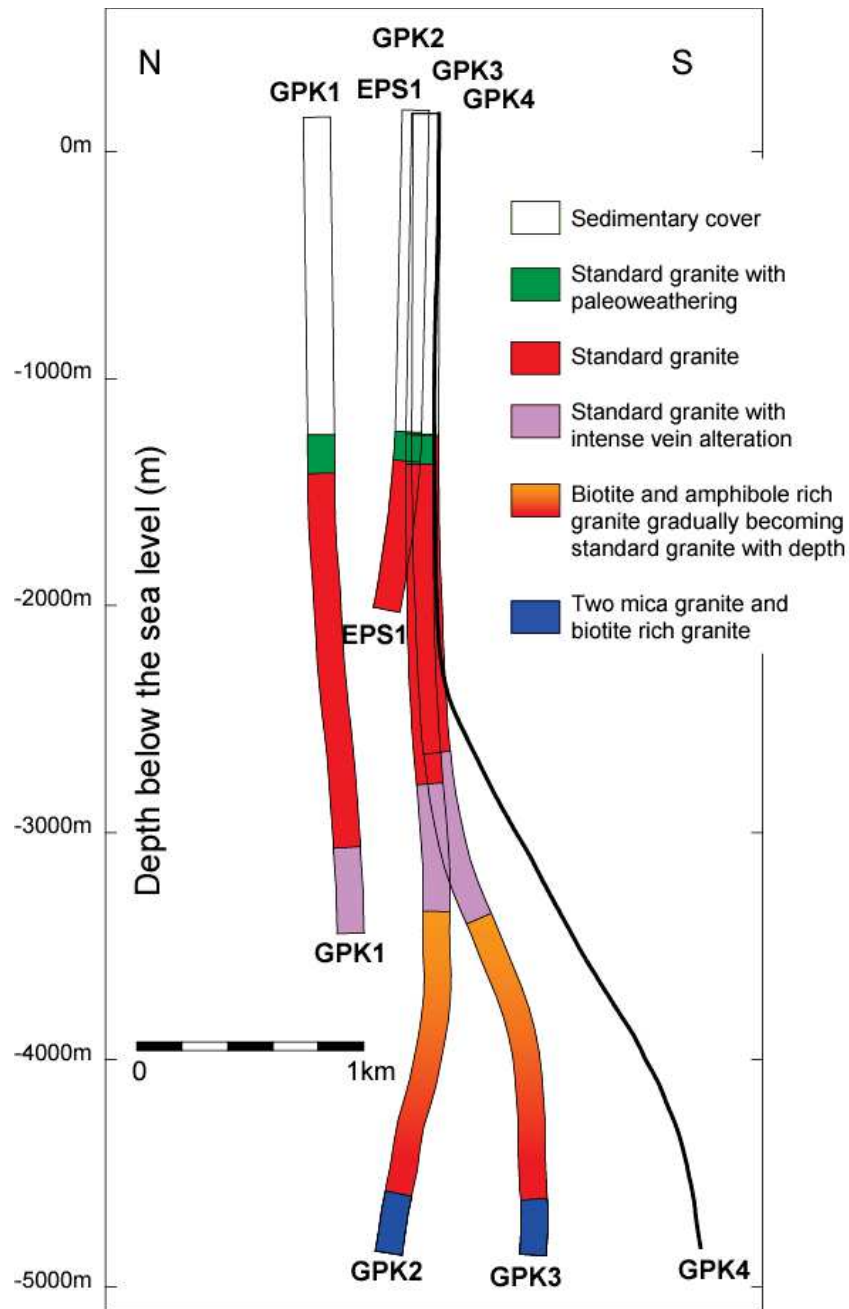 N
S
GPK2
GPK3
EPS1
GPK1
GPK4
0m
-1000m
-2000m
-3000m
-4000m
-5000m
Depth below the sea level (m)
Sedimentary cover
Standard granite with
paleoweathering
Standard granite
Standard granite with
intense vein alteration
Biotite and amphibole rich
granite gradually becoming
standard granite with depth
Two mica granite and
biotite rich granite
EPS1
GPK1
0
1km
GPK2
GPK3
GPK4